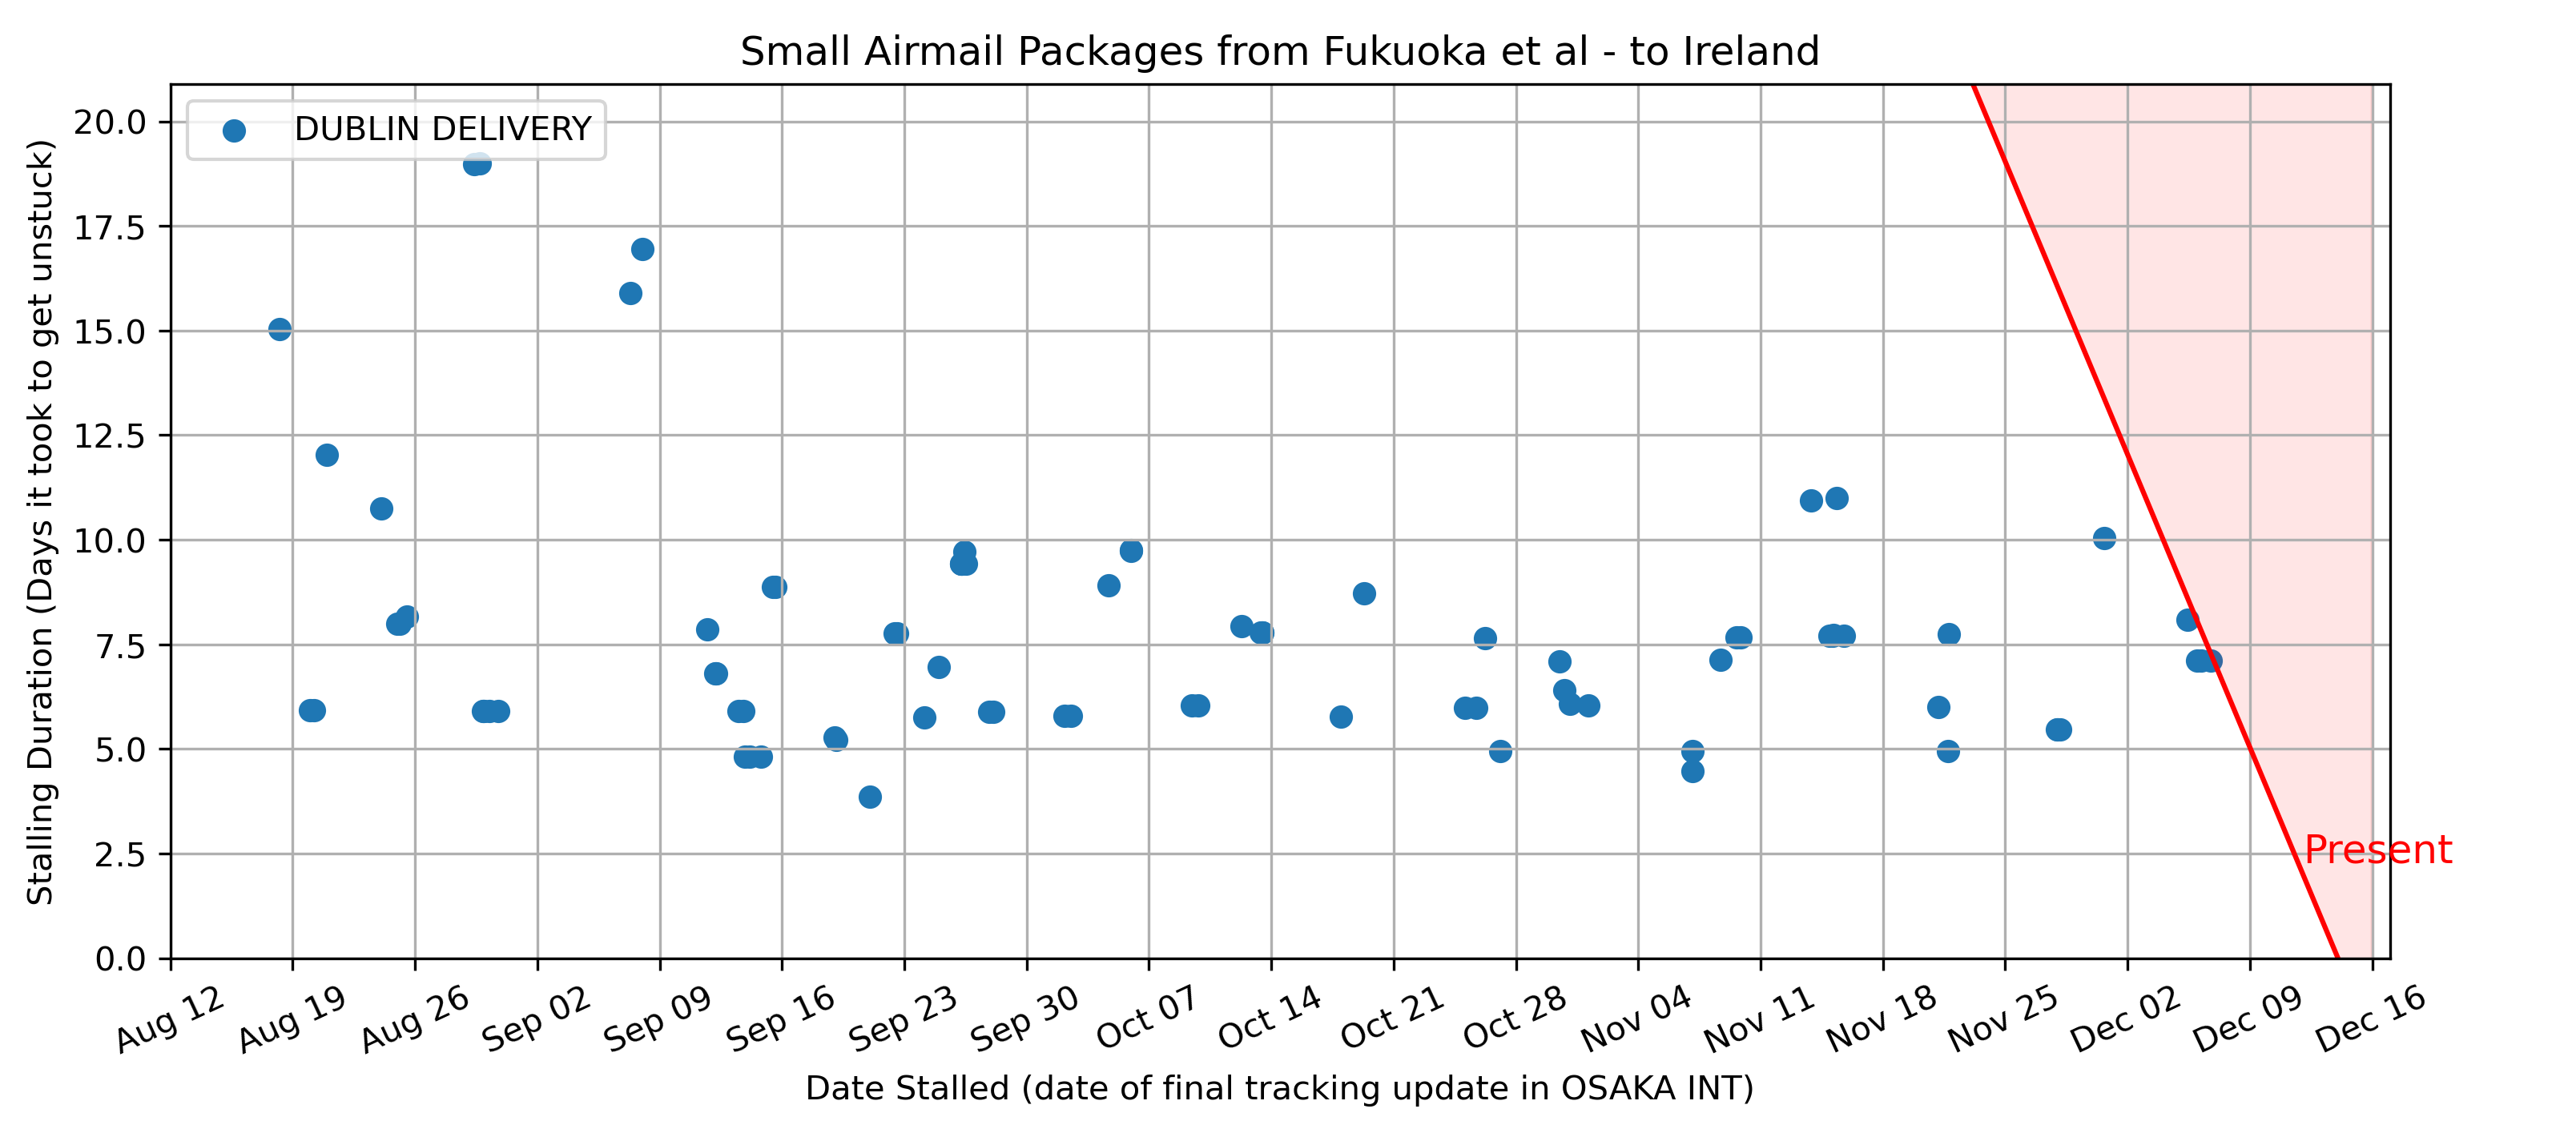 Small Airmail Packages from Fukuoka et al - to Ireland
DUBLIN DELIVERY
Stalling Duration (Days it took to get unstuck)
20.0
17.5
15.0
12.5
10.0
7.5
5.0
2.5
0.0
Present
Aug 12
Aug 19
Aug 26
Sep 02
Sep 09
Sep 16
Sep 23
Sep 30
Oct 07
Oct 14
Oct 21
Oct 28
Nov 04
Nov 11
Nov 18
Nov 25
Dec 02
Dec 09
Dec 16
Date Stalled (date of final tracking update in OSAKA INT)